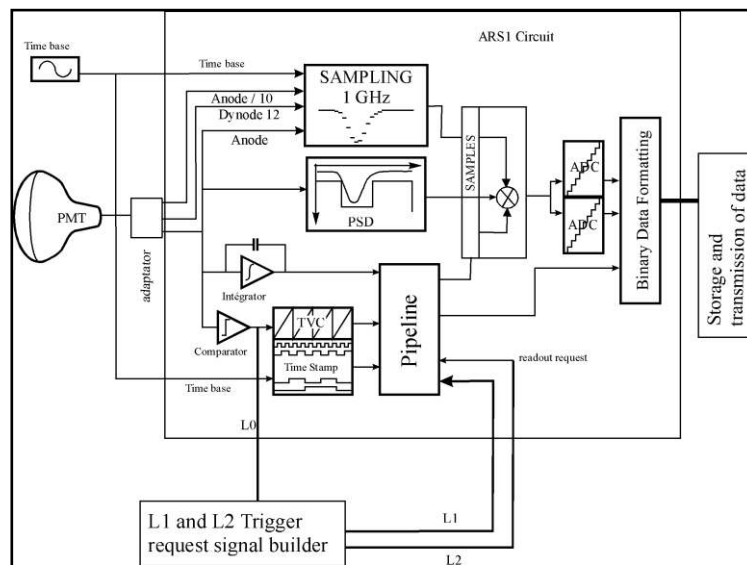 ARS1 Circuit
Time base
Time base
SAMPLING
1 GHz
Anode / 10
Dynode 12
Anode
PMT
adaptator
PSD
SAMPLES
ADC
ADC
Binary Data Formatting
Storage and
transmission of data
Intégrator
Pipeline
TVC
Comparator
Time Stamp
readout request
Time base
L0
L1 and L2 Trigger
request signal builder
L1
L2